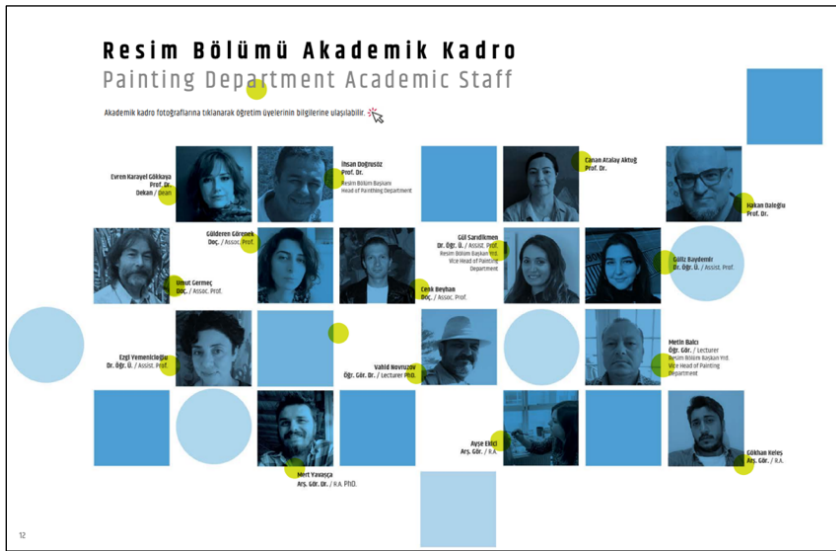 Resim Bölümü Akademik Kadro
Painting Department Academic Staff
Akademik kadro fotoğraflarına tıklanarak öğretim üyelerinin bilgilerine ulaşılabilir.
Evren Karayel Gökkaya
Prof. Dr.
Dekan / Dean
İhsan Doğrusöz
Prof. Dr.
Resim Bölüm Başkanı
Head of Painting Department
Canan Atalay Aktuğ
Prof. Dr.
Hakan Daloğlu
Prof. Dr.
Umut Germeç
Doç. / Assoc. Prof.
Gülderen Görenek
Doç. / Assoc. Prof.
Cenk Beyhan
Doç. / Assoc. Prof.
Gül Sarıdikmen
Dr. Öğr. Ü. / Assist. Prof.
Resim Bölüm Başkan Yrd.
Vice Head of Painting
Department
Güliz Baydemir
Dr. Öğr. Ü. / Assist. Prof.
Ezgi Yemenicioğlu
Dr. Öğr. Ü. / Assist. Prof.
Vahid Novruzov
Öğr. Gör. Dr. / Lecturer PhD.
Metin Balcı
Öğr. Gör. / Lecturer
Resim Bölüm Başkan Yrd.
Vice Head of Painting
Department
Mert Yavaşça
Arş. Gör. Dr. / R.A. PhD.
Ayşe Ekici
Arş. Gör. / R.A.
Gökhan Keleş
Arş. Gör. / R.A.
12